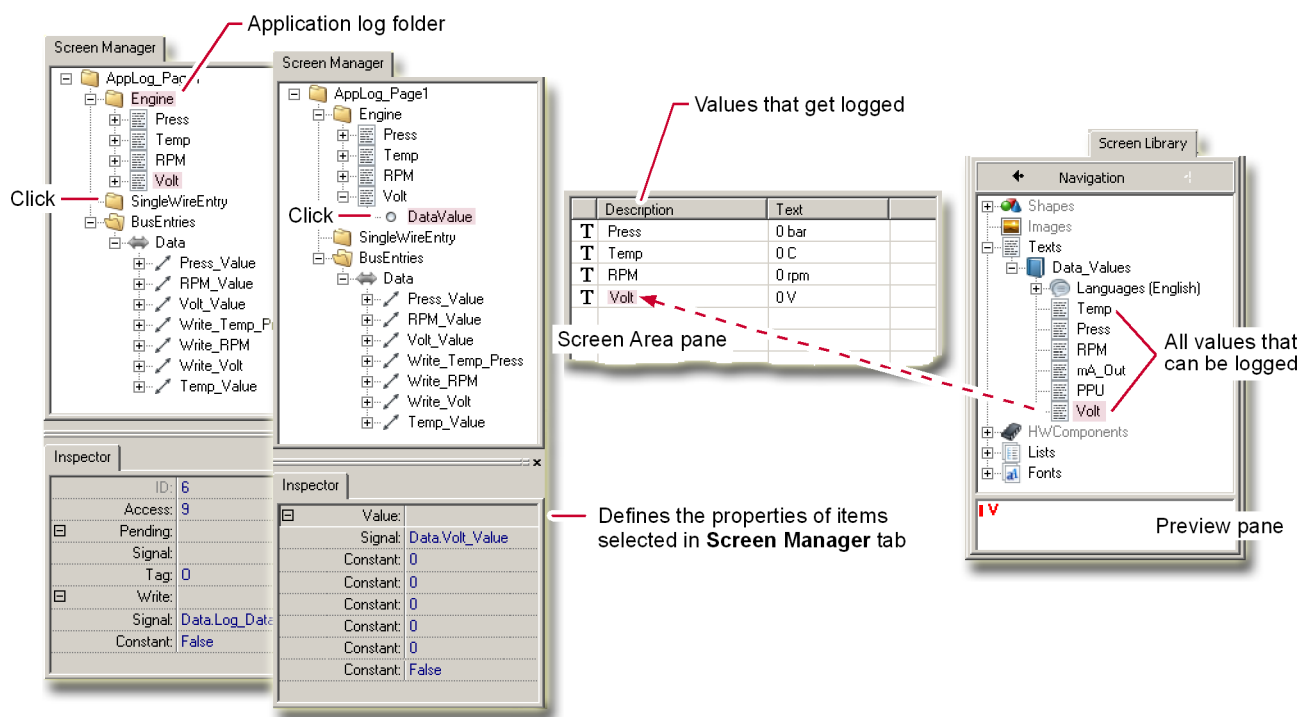 Application log folder
Screen Manager
AppLog_Page1
Engine
Press
Temp
RPM
Volt
Click
SingleWireEntry
BusEntries
Data
Press_Value
RPM_Value
Volt_Value
Write_Temp_P
Write_RPM
Write_Volt
Temp_Value
Inspector
ID: 6
Access: 9
Pending:
Signal:
Tag: 0
Write:
Signal: Data.Log_Data
Constant: False
Screen Manager
AppLog_Page1
Engine
Press
Temp
RPM
Volt
Click
DataValue
SingleWireEntry
BusEntries
Data
Press_Value
RPM_Value
Volt_Value
Write_Temp_Press
Write_RPM
Write_Volt
Temp_Value
Inspector
Value:
Signal: Data.Volt_Value
Constant: 0
Constant: 0
Constant: 0
Constant: 0
Constant: 0
Constant: False
Values that get logged
Description Text
T Press 0 bar
T Temp 0 C
T RPM 0 rpm
T Volt 0 V
Screen Area pane
Defines the properties of items
selected in Screen Manager tab
Screen Library
Navigation
Shapes
Images
Texts
Data_Values
Languages (English)
Temp
Press
RPM
mA_Out
PPU
Volt
HWComponents
Lists
Fonts
All values that
can be logged
V
Preview pane